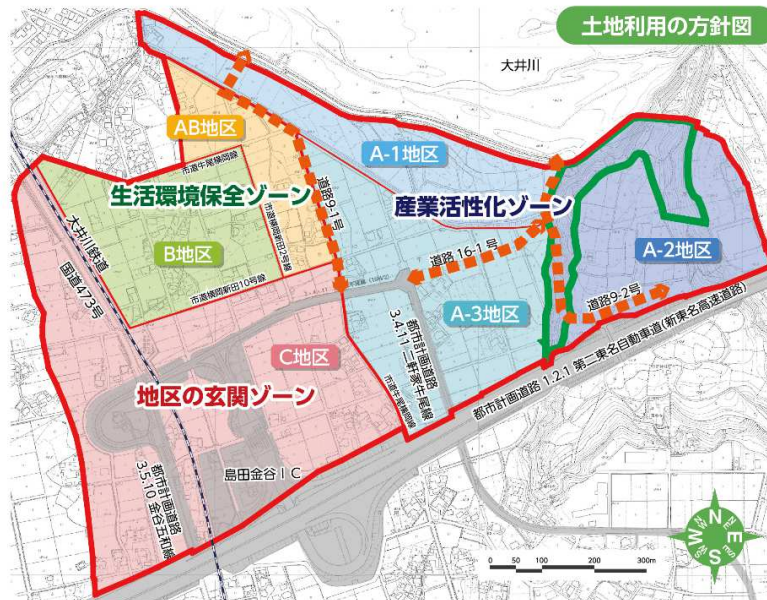 土地利用の方針図
大井川
AB地区
A-1地区
市道牛尾横岡線
生活環境保全ゾーン
産業活性化ゾーン
道路9-1号
大井川鉄道
国道473号
B地区
市道横岡新田2号線
道路16-1号
A-2地区
市道横岡新田10号線
A-3地区
道路9-2号
都市計画道路
3.4.11二軒家牛尾線
C地区
地区の玄関ゾーン
市道牛尾横岡線
都市計画道路1.2.1 第二東名自動車道(新東名高速道路)
島田金谷IC
都市計画道路
3.5.10金谷五和線
N
E
S
W
0 50 100 200 300m